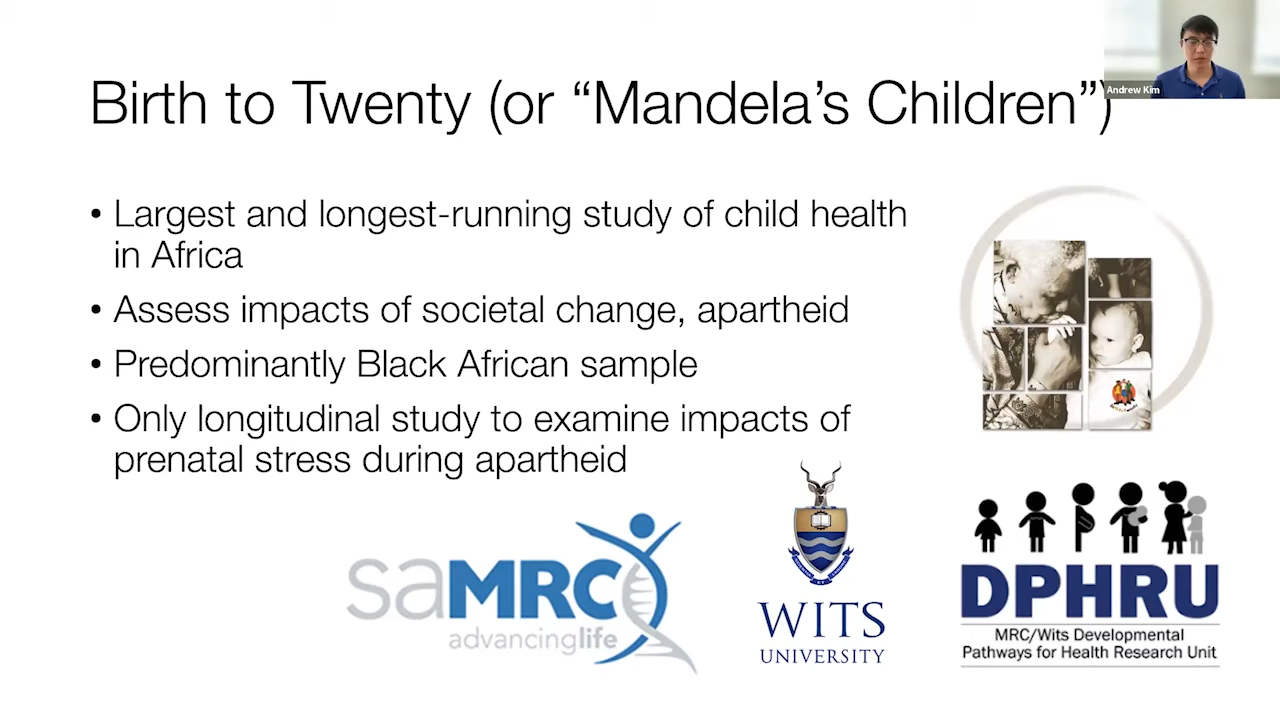 Andrew Kim
Birth to Twenty (or “Mandela’s Children”)
• Largest and longest-running study of child health
in Africa
• Assess impacts of societal change, apartheid
• Predominantly Black African sample
• Only longitudinal study to examine impacts of
prenatal stress during apartheid
saMRC
advancinglife
WITS
UNIVERSITY
DPHRU
MRC/Wits Developmental
Pathways for Health Research Unit